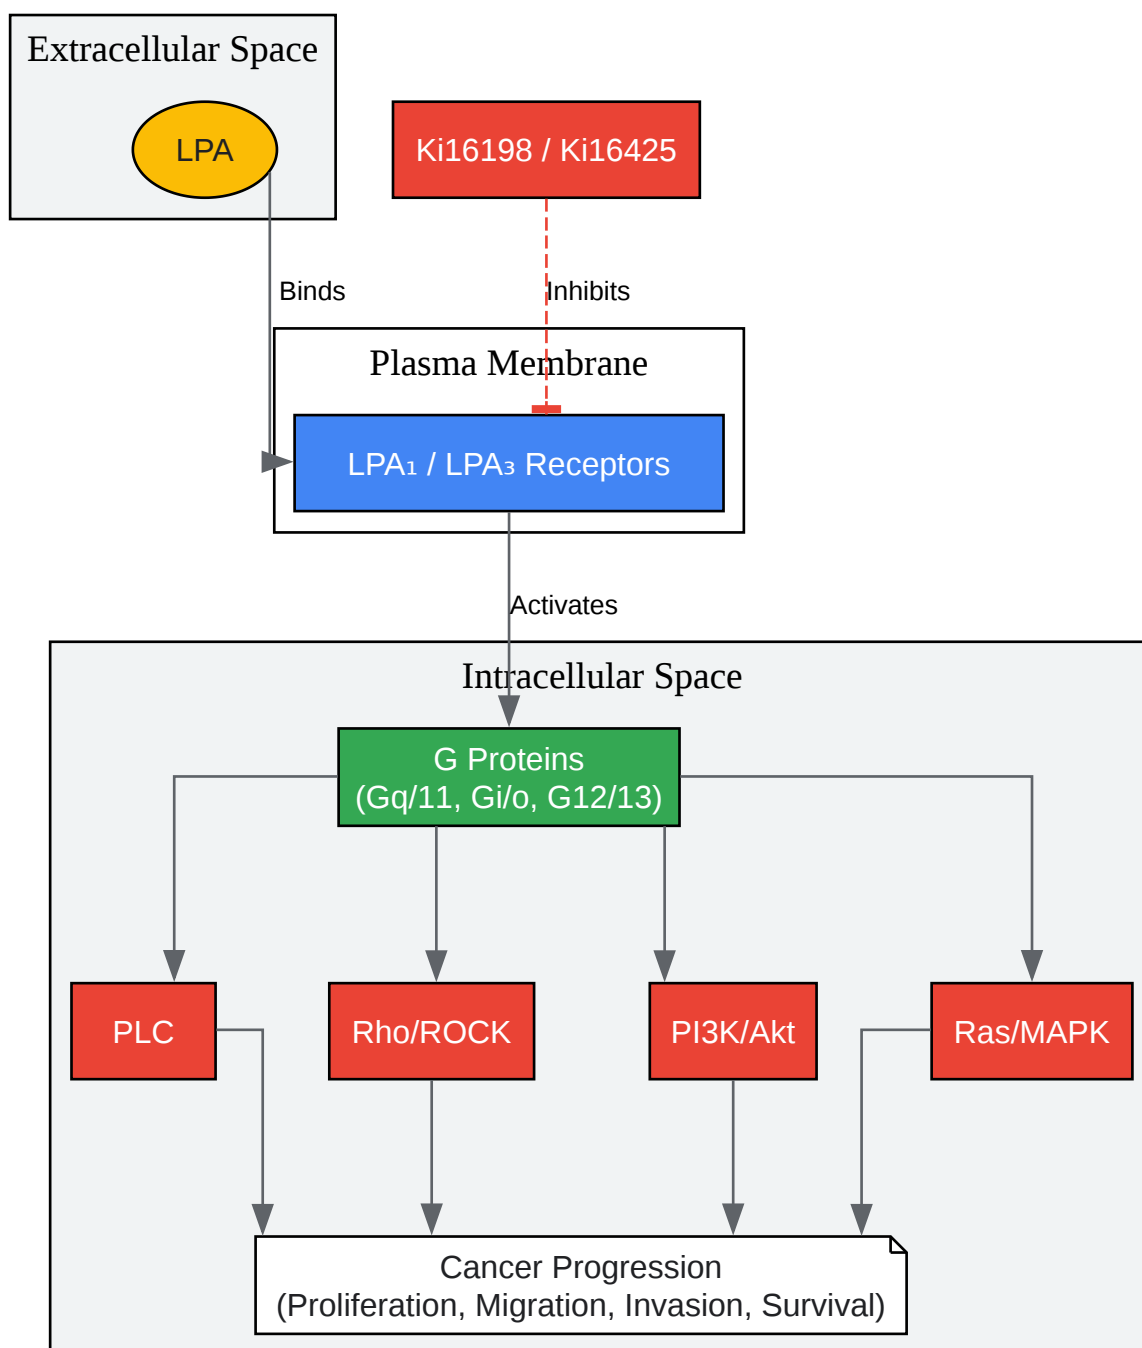 Extracellular Space
LPA
Ki16198 / Ki16425
Binds
Inhibits
Plasma Membrane
LPA₁ / LPA₃ Receptors
Activates
Intracellular Space
G Proteins
(Gq/11, Gi/o, G12/13)
PLC
Rho/ROCK
PI3K/Akt
Ras/MAPK
Cancer Progression
(Proliferation, Migration, Invasion, Survival)